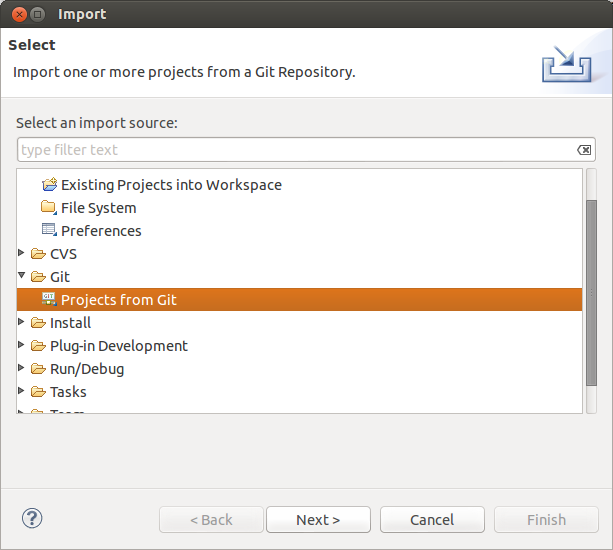 Import
Select
Import one or more projects from a Git Repository.
Select an import source:
type filter text
Existing Projects into Workspace
File System
Preferences
CVS
Git
GIT
Projects from Git
Install
Plug-in Development
Run/Debug
Tasks
Team
?
< Back
Next >
Cancel
Finish